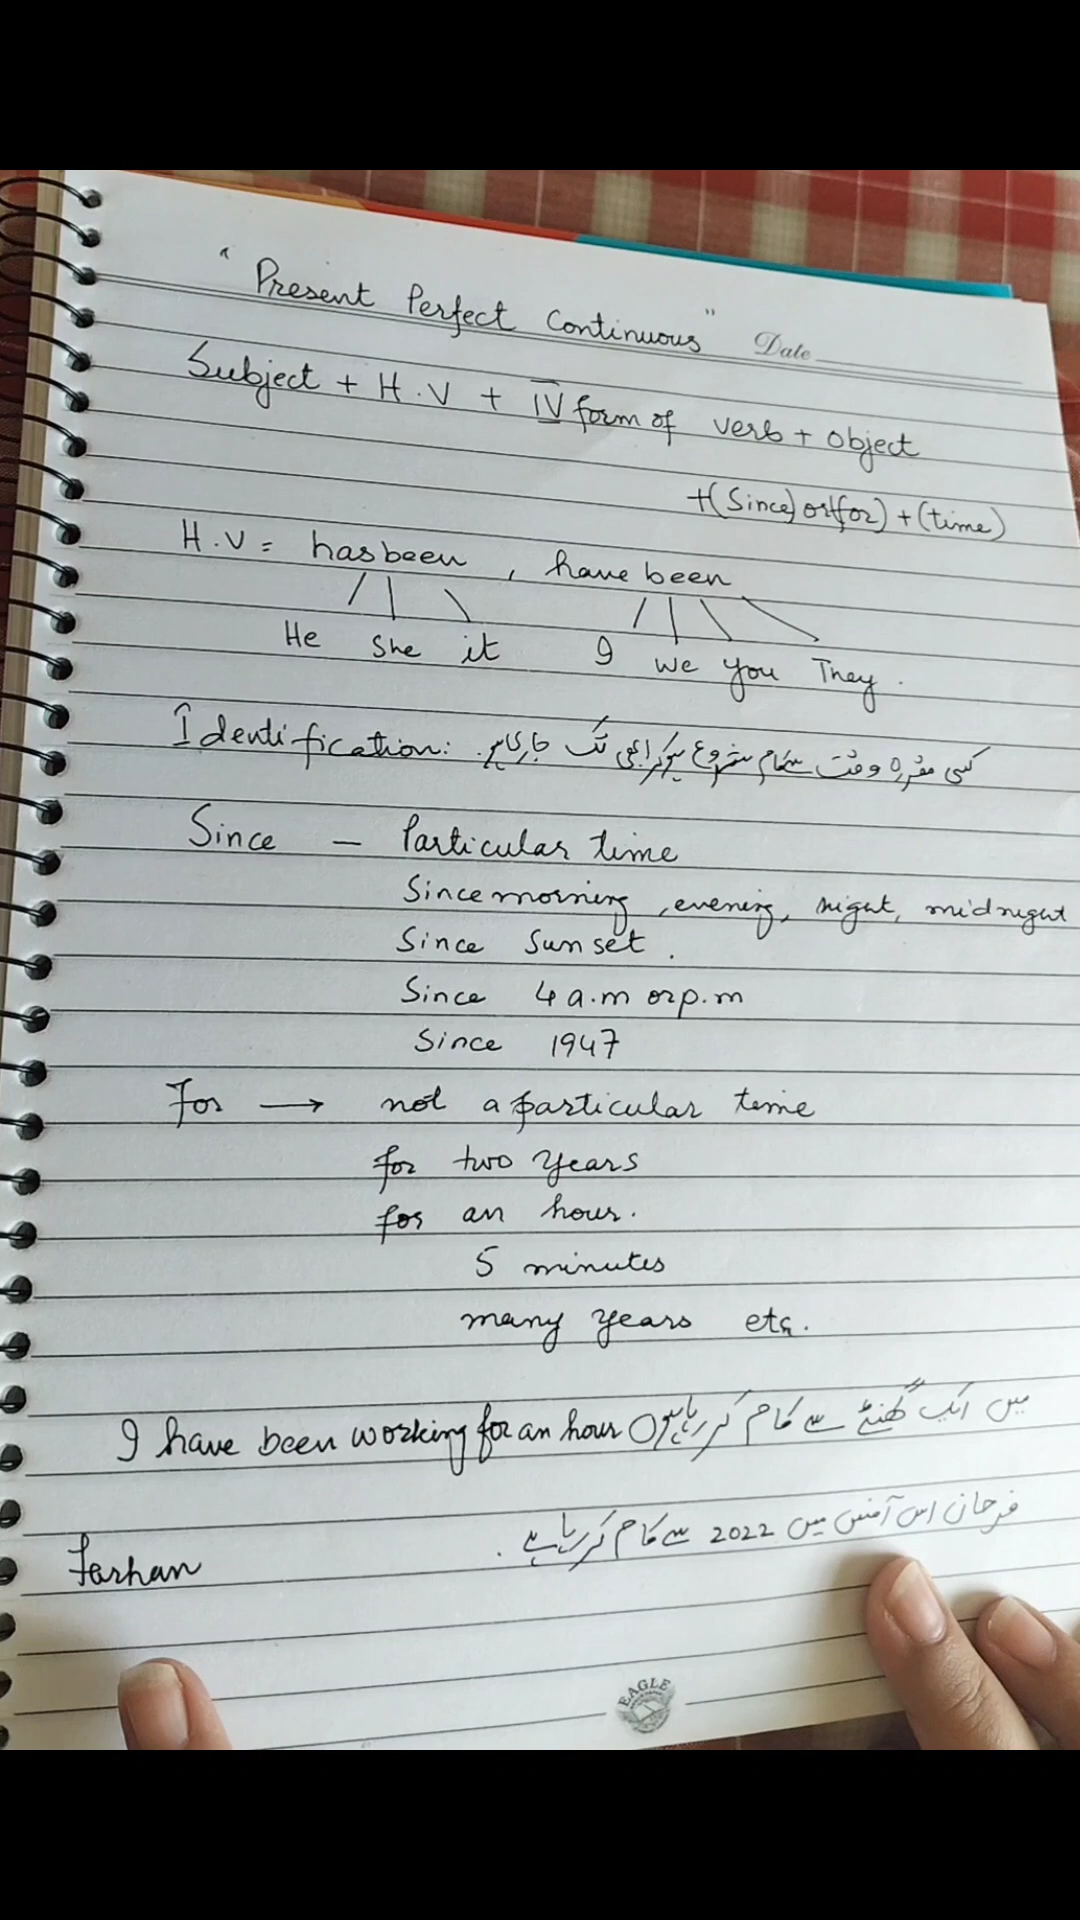 "Present Perfect Continuous" Date
Subject + H.V + IV form of verb + object
+(Since) or (for) + (time)
H.V = has been , have been
He she it I we you They.
Identification: کسی مقررہ وقت سے کام شروع ہو کر ابھی تک جاری ہے.
Since – Particular time
Since morning, evening, night, midnight
Since Sunset.
Since 4 a.m or p.m
Since 1947
For → not a particular time
for two years
for an hour.
5 minutes
many years etc.
I have been working for an hour میں ایک گھنٹے سے کام کر رہا ہوں
Farhan فرحان اس آفس میں 2022 سے کام کر رہا ہے.
EAGLE